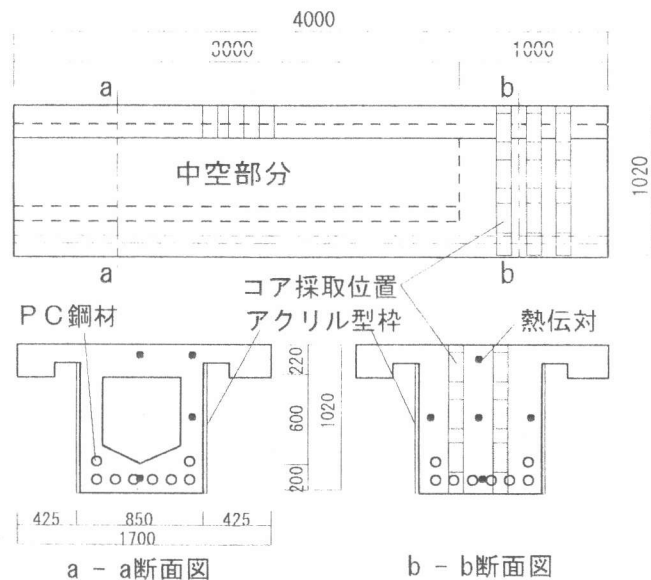 4000
3000
1000
a
b
中空部分
1020
a
b
コア採取位置
PC鋼材
アクリル型枠
熱伝対
220
600
1020
200
425
850
425
1700
a - a断面図
b - b断面図